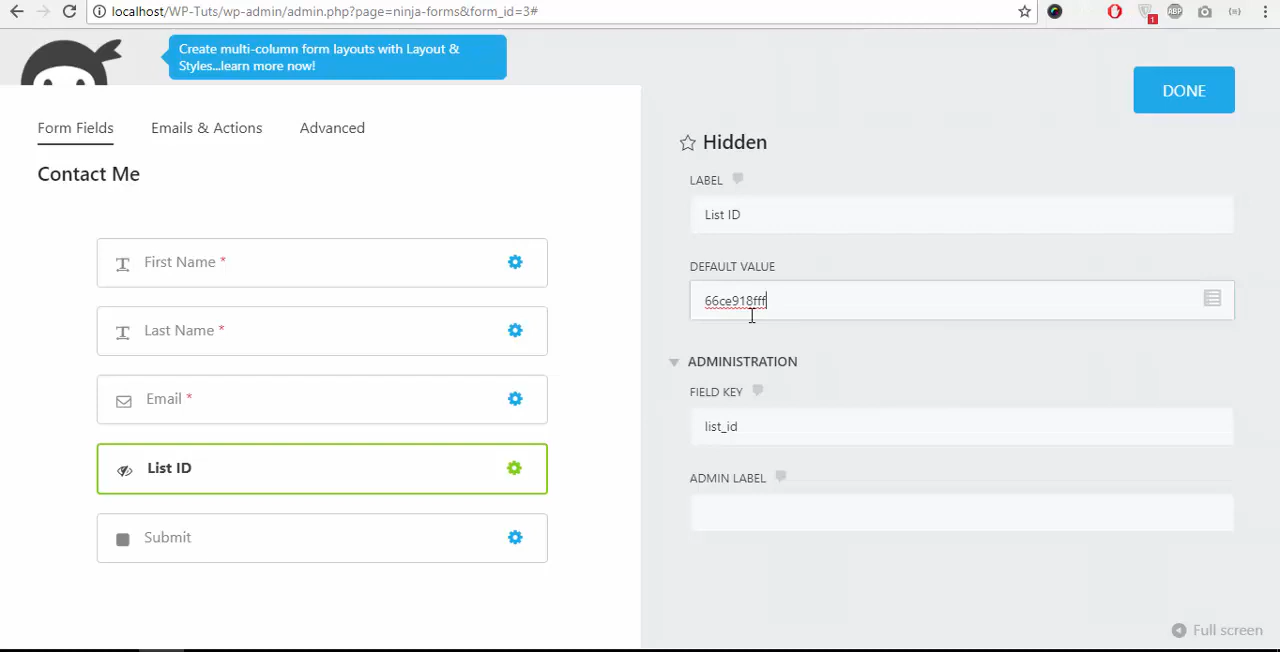 localhost/WP-Tuts/wp-admin/admin.php?page=ninja-forms&form_id=3#
1
ABP
Create multi-column form layouts with Layout &
Styles...learn more now!
DONE
Form Fields
Emails & Actions
Advanced
Contact Me
First Name *
Last Name *
Email *
List ID
Submit
Hidden
LABEL
List ID
DEFAULT VALUE
66ce918fff
ADMINISTRATION
FIELD KEY
list_id
ADMIN LABEL
Full screen